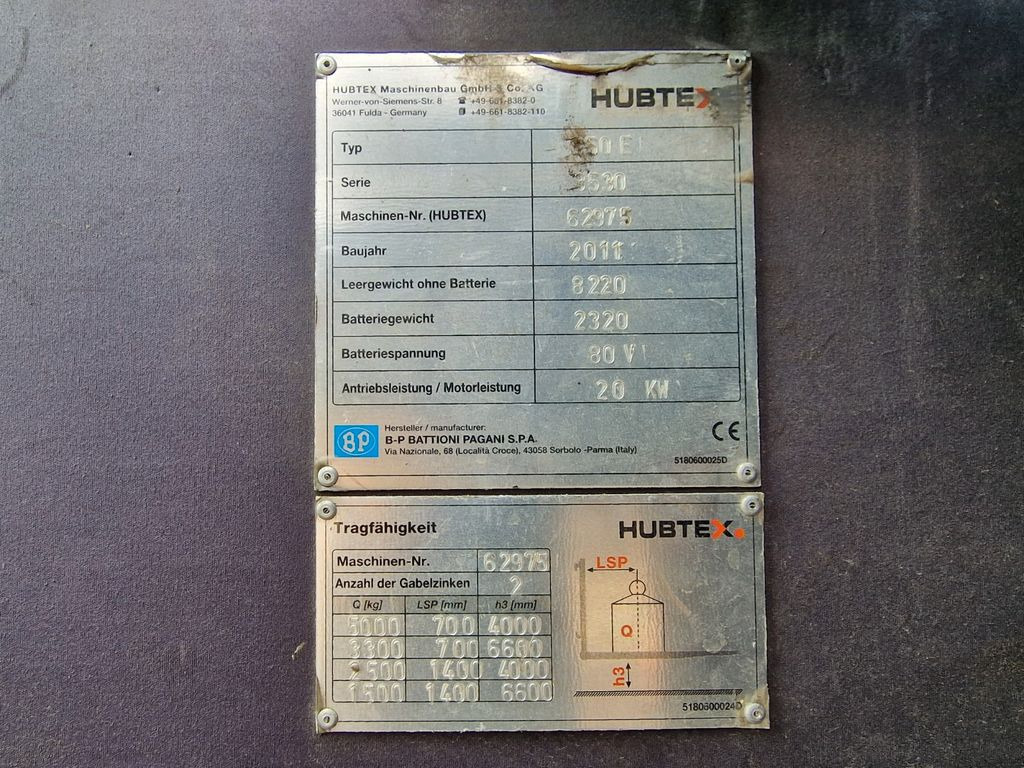 HUBTEX Maschinenbau GmbH & Co. KG
Werner-von-Siemens-Str. 8 +49-661-8382-0
36041 Fulda - Germany +49-661-8382-110
HUBTEX
Typ
Serie
Maschinen-Nr. (HUBTEX) 62975
Baujahr 2011
Leergewicht ohne Batterie 8220
Batteriegewicht 2320
Batteriespannung 80 V
Antriebsleistung / Motorleistung 20 KW
BP
Hersteller / manufacturer:
B-P BATTIONI PAGANI S.P.A.
Via Nazionale, 68 (Località Croce), 43058 Sorbolo -Parma (Italy)
CE
5180600025D
Tragfähigkeit
HUBTEX
Maschinen-Nr. 62975
Anzahl der Gabelzinken 2
Q [kg] LSP [mm] h3 [mm]
5000 700 4000
3300 700 6600
2500 1400 4000
1500 1400 6600
LSP
Q
h3
5180600024D